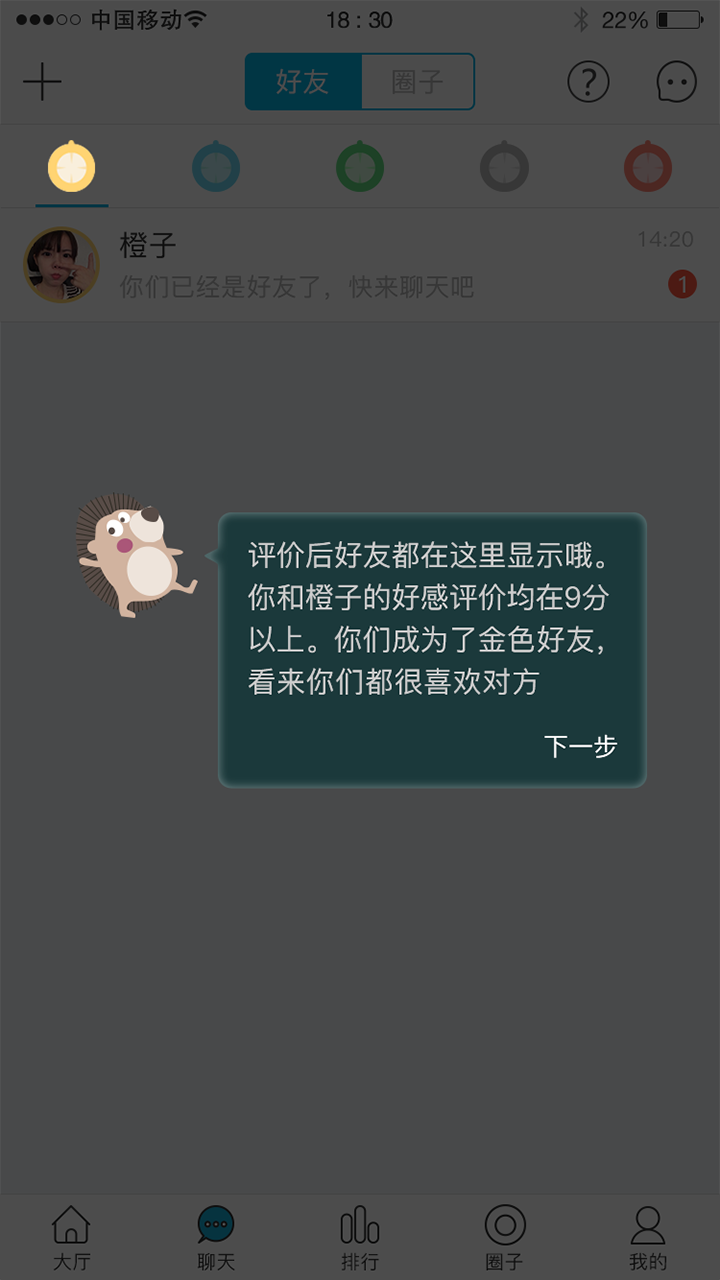 中国移动 18:30 22%
好友 圈子
橙子 14:20
你们已经是好友了，快来聊天吧 1
评价后好友都在这里显示哦。
你和橙子的好感评价均在9分
以上。你们成为了金色好友，
看来你们都很喜欢对方
下一步
大厅 聊天 排行 圈子 我的